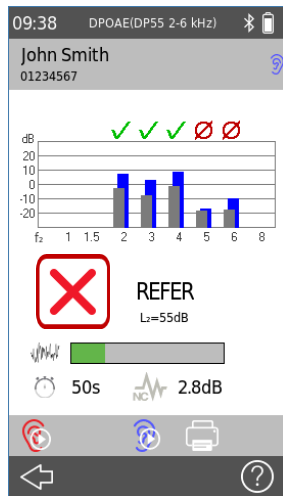 09:38 DPOAE(DP55 2-6 kHz)
John Smith
01234567
dB
20
10
0
-10
-20
f₂ 1 1.5 2 3 4 5 6 8
REFER
L₂=55dB
50s NC 2.8dB
?